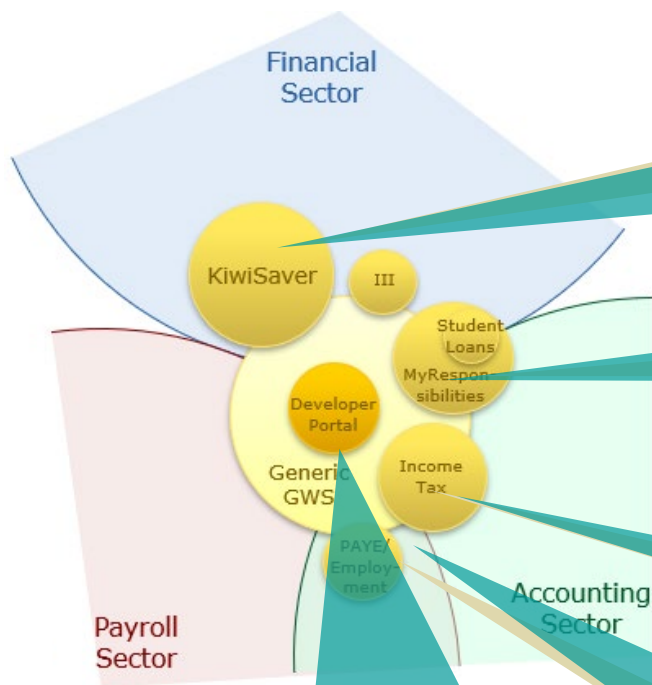 Financial
Sector
KiwiSaver
III
Student
Loans
MyRespon-
sibilities
Developer
Portal
Generic
GWS
Income
Tax
PAYE/
Employ-
ment
Payroll
Sector
Accounting
Sector